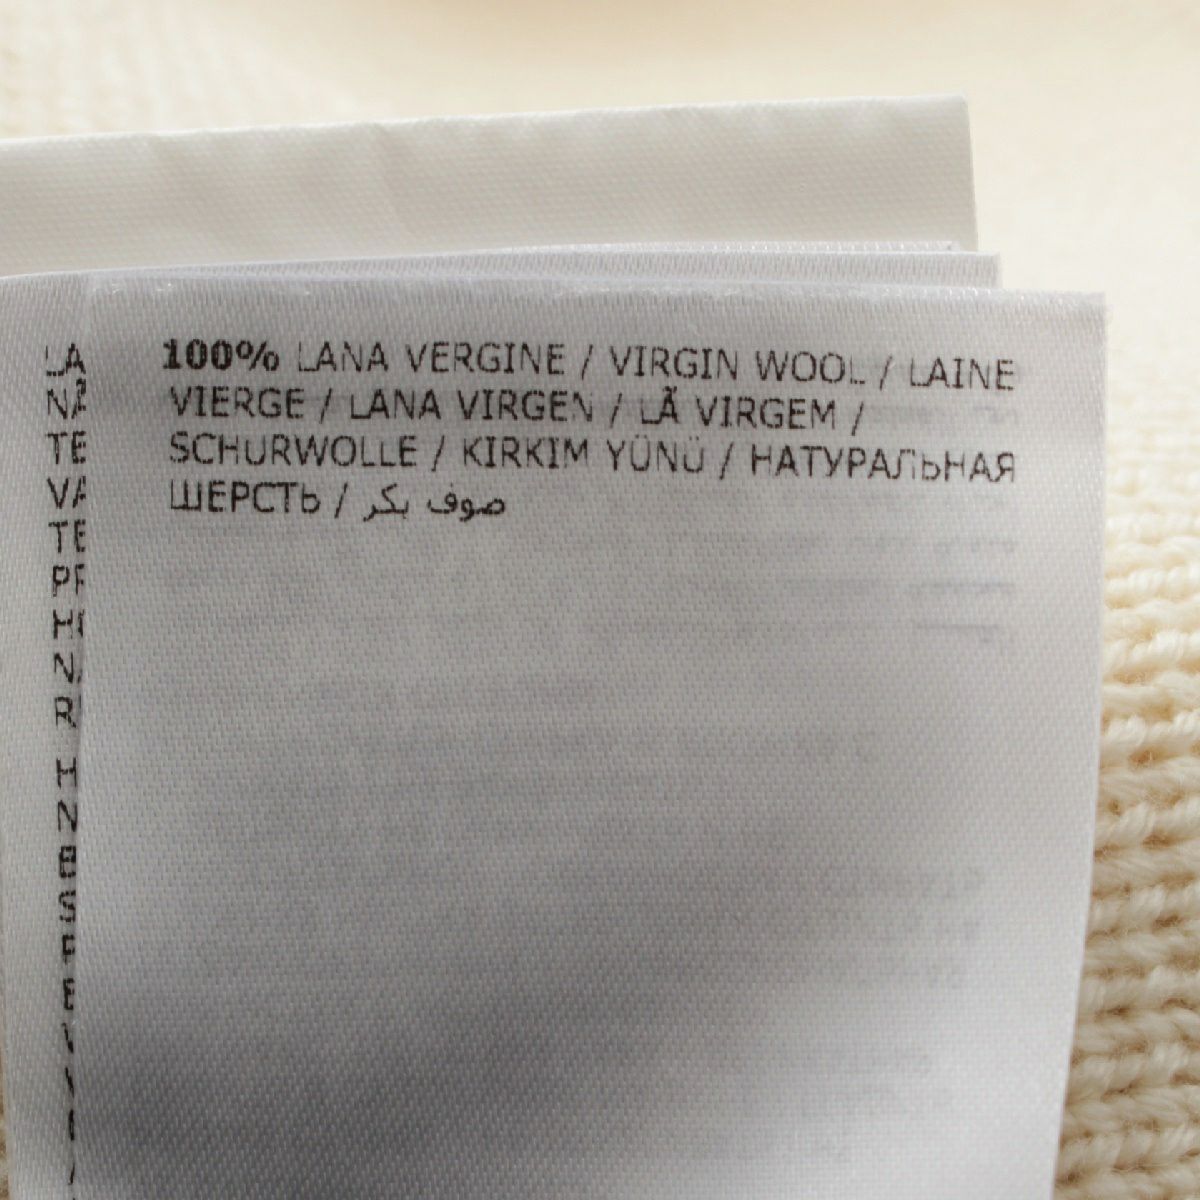 100% LANA VERGINE / VIRGIN WOOL / LAINE
VIERGE / LANA VIRGEN / LÃ VIRGEM /
SCHURWOLLE / KIRKIM YÜNÜ / НАТУРАЛЬНАЯ
ШЕРСТЬ / صوف بكر